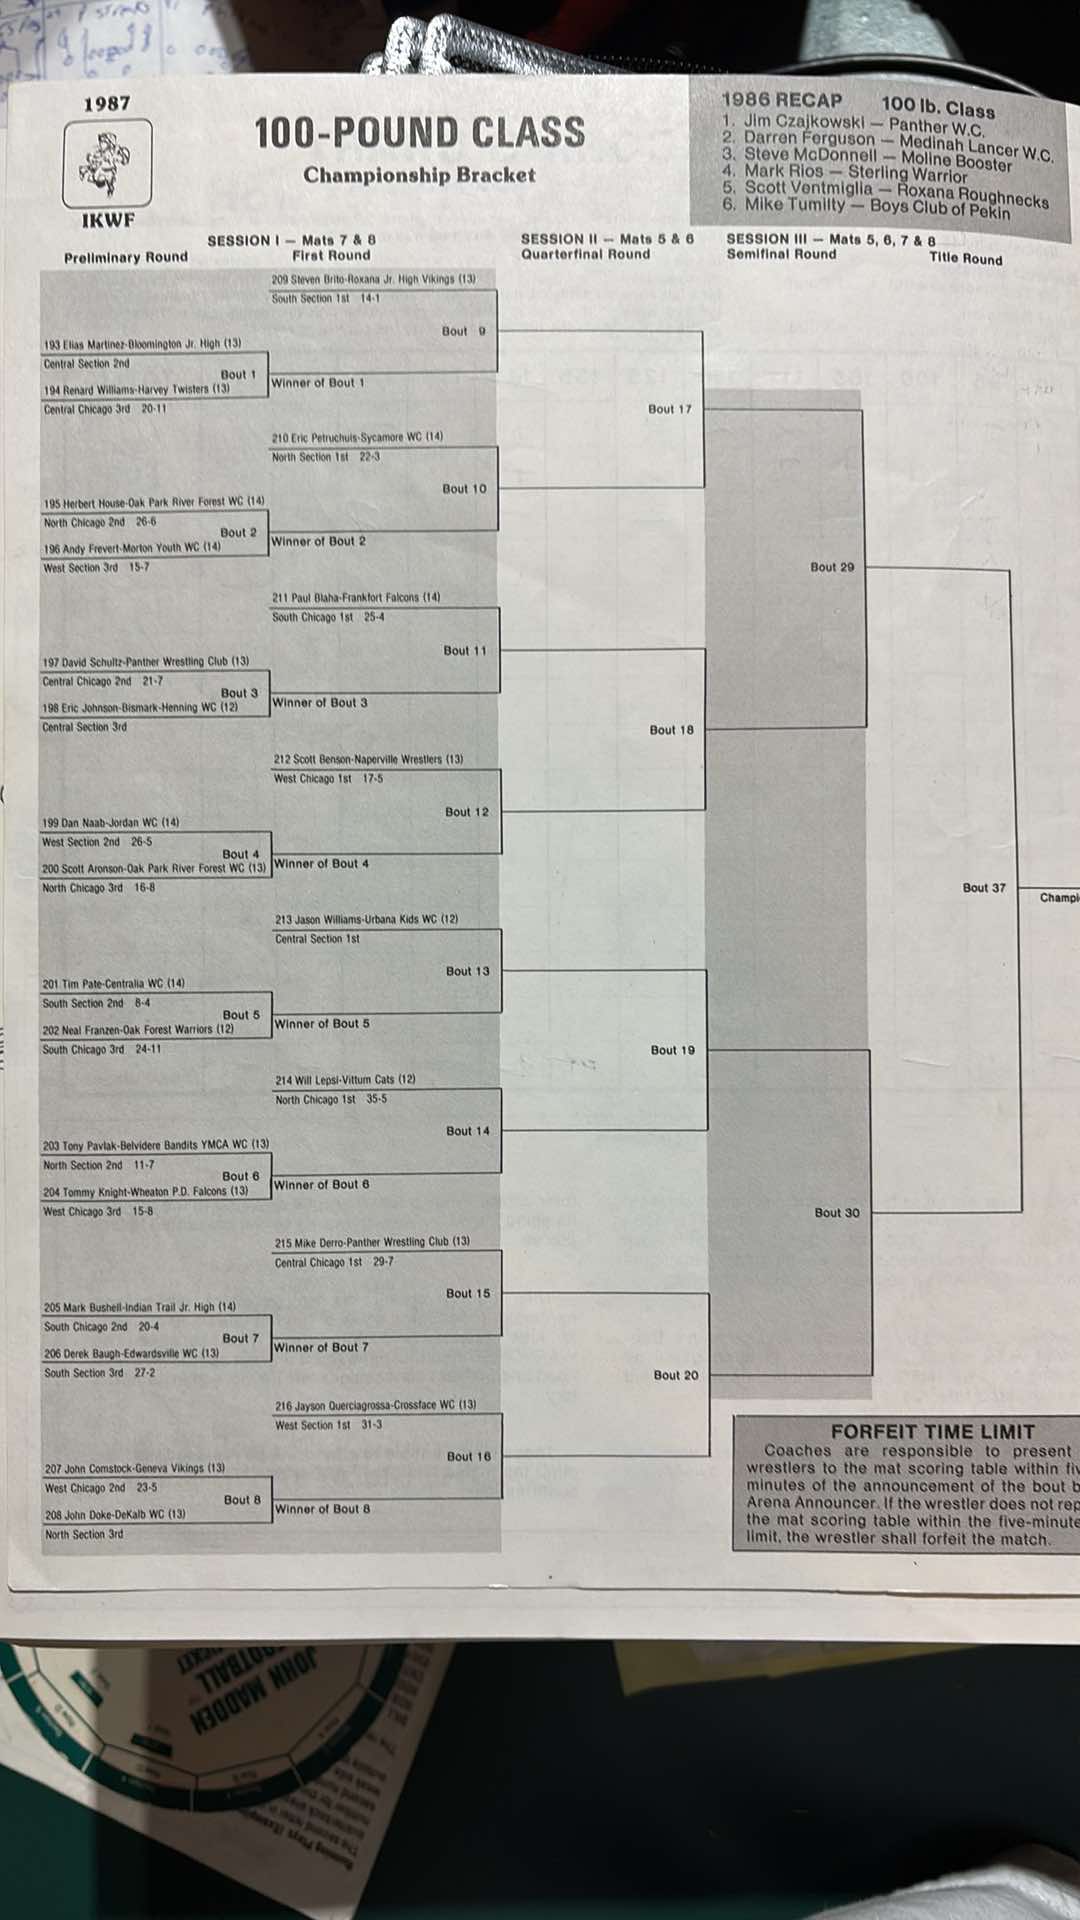 1987
IKWF
100-POUND CLASS
Championship Bracket
1986 RECAP 100 lb. Class
1. Jim Czajkowski — Panther W.C.
2. Darren Ferguson — Medinah Lancer W.C.
3. Steve McDonnell — Moline Booster
4. Mark Rios — Sterling Warrior
5. Scott Ventmiglia — Roxana Roughnecks
6. Mike Tumilty — Boys Club of Pekin
SESSION I — Mats 7 & 8
SESSION II — Mats 5 & 6
SESSION III — Mats 5, 6, 7 & 8
Preliminary Round
First Round
Quarterfinal Round
Semifinal Round
Title Round
209 Steven Brito-Roxana Jr. High Vikings (13)
South Section 1st 14-1
Bout 9
193 Elias Martinez-Bloomington Jr. High (13)
Central Section 2nd
Bout 1
Winner of Bout 1
194 Renard Williams-Harvey Twisters (13)
Central Chicago 3rd 20-11
Bout 17
210 Eric Petruchuis-Sycamore WC (14)
North Section 1st 22-3
Bout 10
195 Herbert House-Oak Park River Forest WC (14)
North Chicago 2nd 26-6
Bout 2
Winner of Bout 2
196 Andy Frevert-Morton Youth WC (14)
West Section 3rd 15-7
Bout 29
211 Paul Blaha-Frankfort Falcons (14)
South Chicago 1st 25-4
Bout 11
197 David Schultz-Panther Wrestling Club (13)
Central Chicago 2nd 21-7
Bout 3
Winner of Bout 3
198 Eric Johnson-Bismark-Henning WC (12)
Central Section 3rd
Bout 18
212 Scott Benson-Naperville Wrestlers (13)
West Chicago 1st 17-5
Bout 12
199 Dan Naab-Jordan WC (14)
West Section 2nd 26-5
Bout 4
Winner of Bout 4
200 Scott Aronson-Oak Park River Forest WC (13)
North Chicago 3rd 16-8
Bout 37
Champi
213 Jason Williams-Urbana Kids WC (12)
Central Section 1st
Bout 13
201 Tim Pate-Centralia WC (14)
South Section 2nd 8-4
Bout 5
Winner of Bout 5
202 Neal Franzen-Oak Forest Warriors (12)
South Chicago 3rd 24-11
Bout 19
214 Will Lepsi-Vittum Cats (12)
North Chicago 1st 35-5
Bout 14
203 Tony Pavlak-Belvidere Bandits YMCA WC (13)
North Section 2nd 11-7
Bout 6
Winner of Bout 6
204 Tommy Knight-Wheaton P.D. Falcons (13)
West Chicago 3rd 15-8
Bout 30
215 Mike Derro-Panther Wrestling Club (13)
Central Chicago 1st 29-7
Bout 15
205 Mark Bushell-Indian Trail Jr. High (14)
South Chicago 2nd 20-4
Bout 7
Winner of Bout 7
206 Derek Baugh-Edwardsville WC (13)
South Section 3rd 27-2
Bout 20
216 Jayson Querciagrossa-Crossface WC (13)
West Section 1st 31-3
Bout 16
207 John Comstock-Geneva Vikings (13)
West Chicago 2nd 23-5
Bout 8
Winner of Bout 8
208 John Doke-DeKalb WC (13)
North Section 3rd
FORFEIT TIME LIMIT
Coaches are responsible to present
wrestlers to the mat scoring table within fiv
minutes of the announcement of the bout b
Arena Announcer. If the wrestler does not rep
the mat scoring table within the five-minute
limit, the wrestler shall forfeit the match.
JOHN MADDEN
FOOTBALL